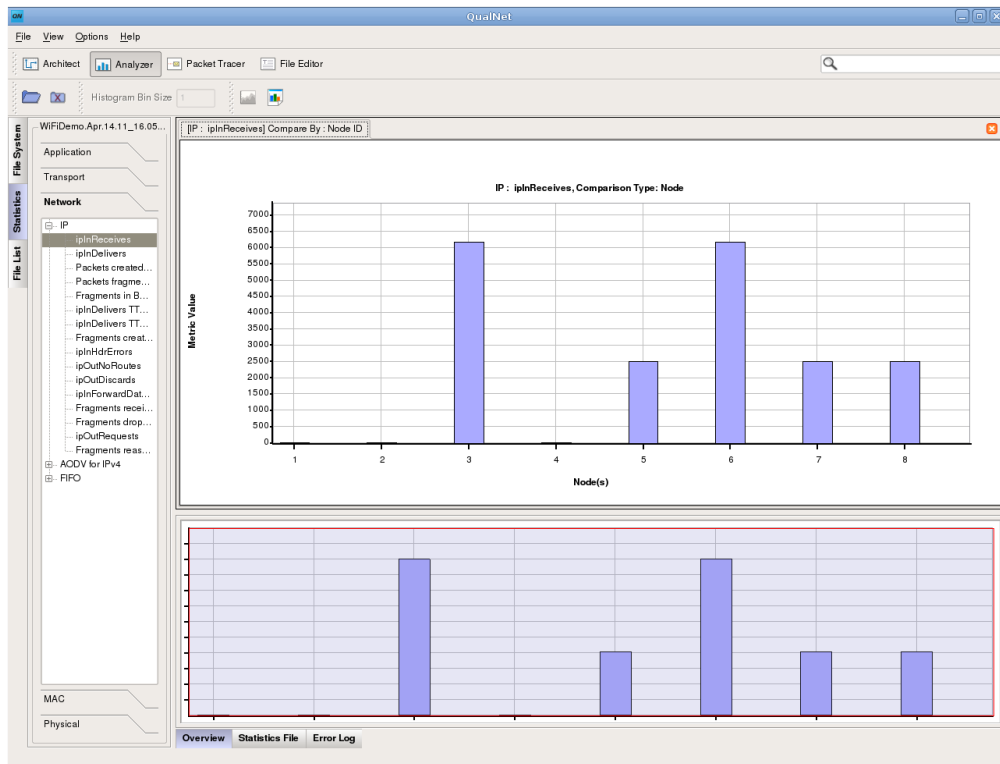 QN QualNet
File View Options Help
Architect Analyzer Packet Tracer File Editor
Histogram Bin Size 1
File System
Statistics
File List
WiFiDemo.Apr.14.11_16.05...
Application
Transport
Network
IP
ipInReceives
ipInDelivers
Packets created...
Packets fragme...
Fragments in B...
ipInDelivers TT...
ipInDelivers TT...
Fragments creat...
ipInHdrErrors
ipOutNoRoutes
ipOutDiscards
ipInForwardDat...
Fragments recei...
Fragments drop...
ipOutRequests
Fragments reas...
AODV for IPv4
FIFO
MAC
Physical
[IP : ipInReceives] Compare By : Node ID
IP : ipInReceives, Comparison Type: Node
Metric Value
7000
6500
6000
5500
5000
4500
4000
3500
3000
2500
2000
1500
1000
500
0
1 2 3 4 5 6 7 8
Node(s)
Overview Statistics File Error Log